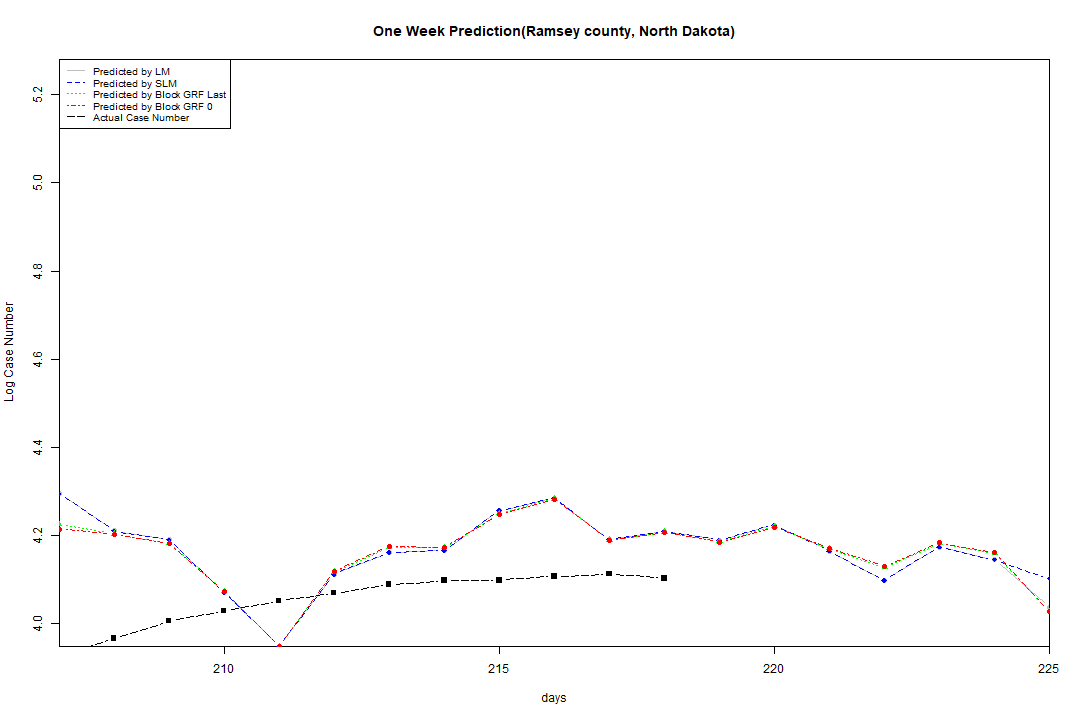 One Week Prediction(Ramsey county, North Dakota)
Predicted by LM
Predicted by SLM
Predicted by Block GRF Last
Predicted by Block GRF 0
Actual Case Number
5.2
5.0
4.8
4.6
4.4
4.2
4.0
Log Case Number
210
215
220
225
days